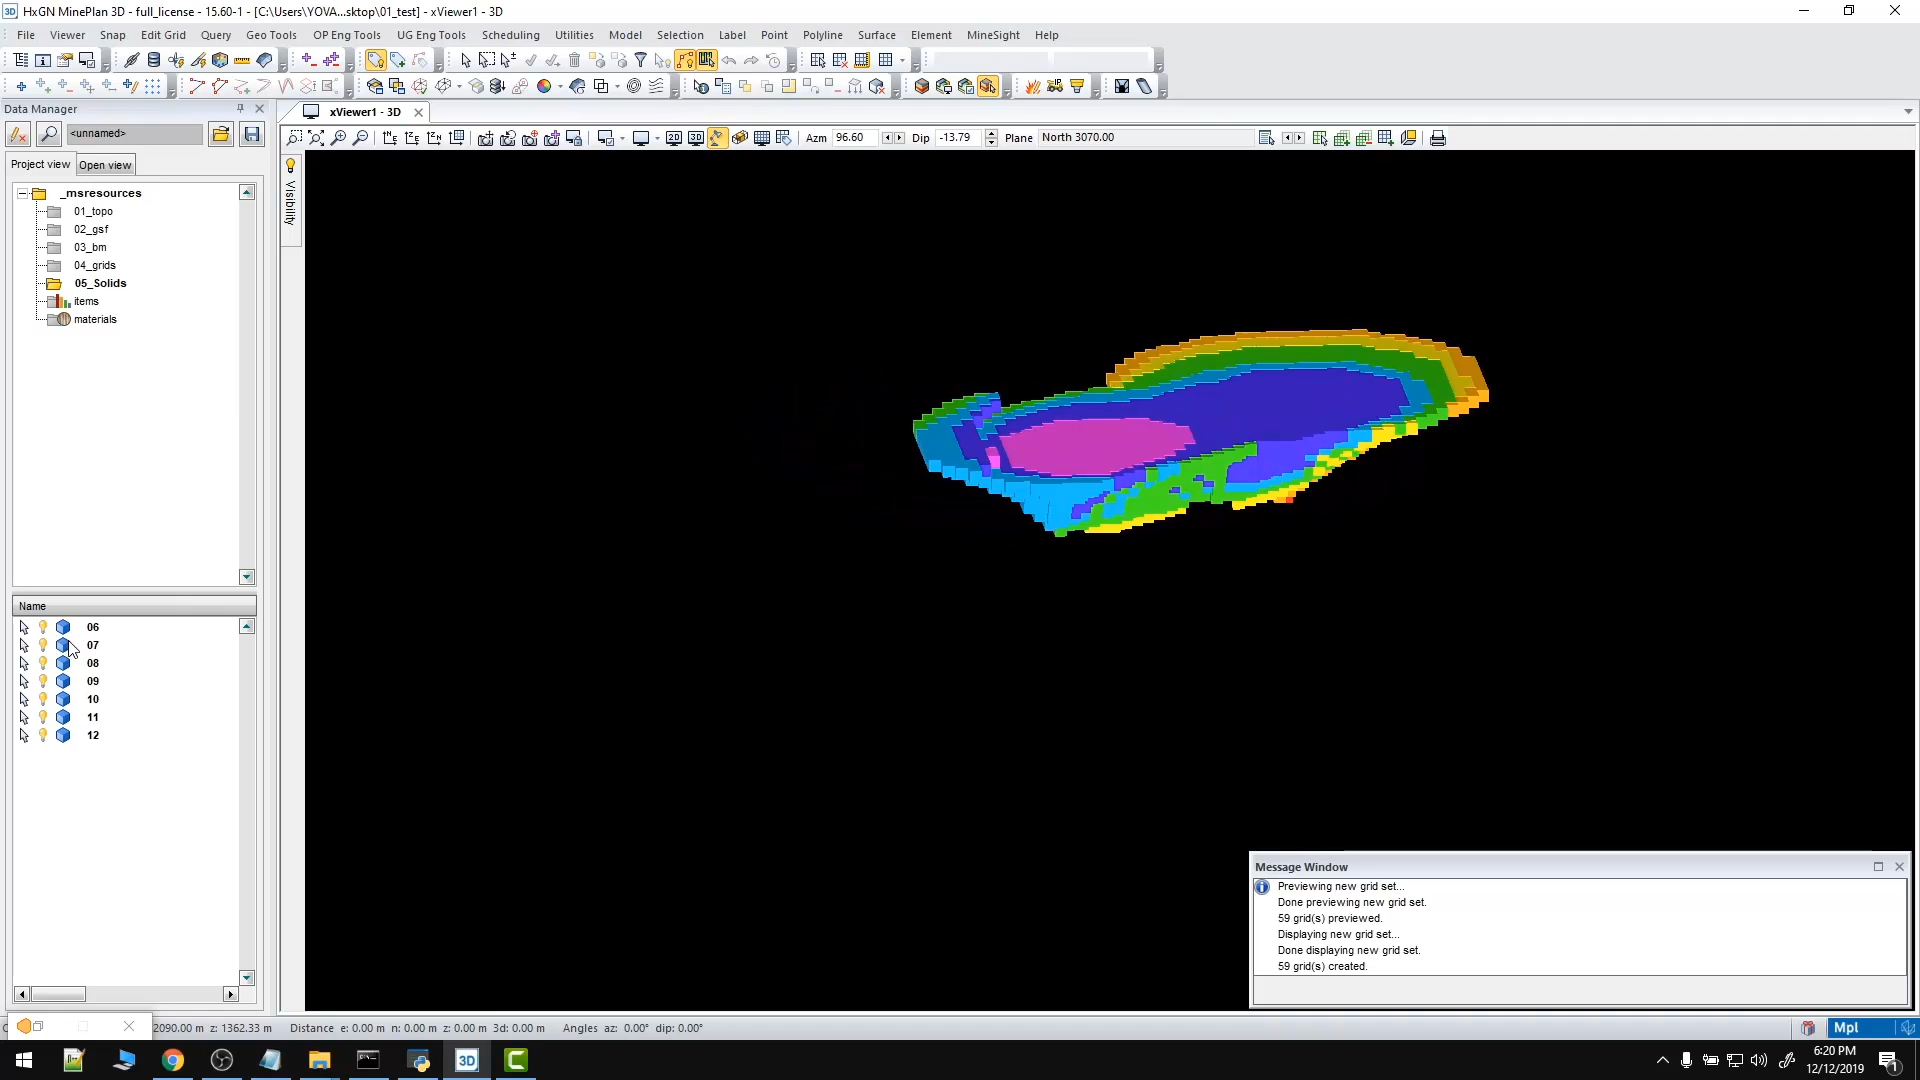 HxGN MinePlan 3D - full_license - 15.60-1 - [C:\Users\YOVA...sktop\01_test] - xViewer1 - 3D
File Viewer Snap Edit Grid Query Geo Tools OP Eng Tools UG Eng Tools Scheduling Utilities Model Selection Label Point Polyline Surface Element MineSight Help
Data Manager
xViewer1 - 3D
<unnamed>
2D 3D Azm 96.60 Dip -13.79 Plane North 3070.00
Project view Open view
Visibility
_msresources
01_topo
02_gsf
03_bm
04_grids
05_Solids
items
materials
Name
06
07
08
09
10
11
12
Message Window
Previewing new grid set...
Done previewing new grid set.
59 grid(s) previewed.
Displaying new grid set...
Done displaying new grid set.
59 grid(s) created.
2090.00 m z: 1362.33 m Distance e: 0.00 m n: 0.00 m z: 0.00 m 3d: 0.00 m Angles az: 0.00° dip: 0.00°
Mpl
3D
6:20 PM
12/12/2019
1